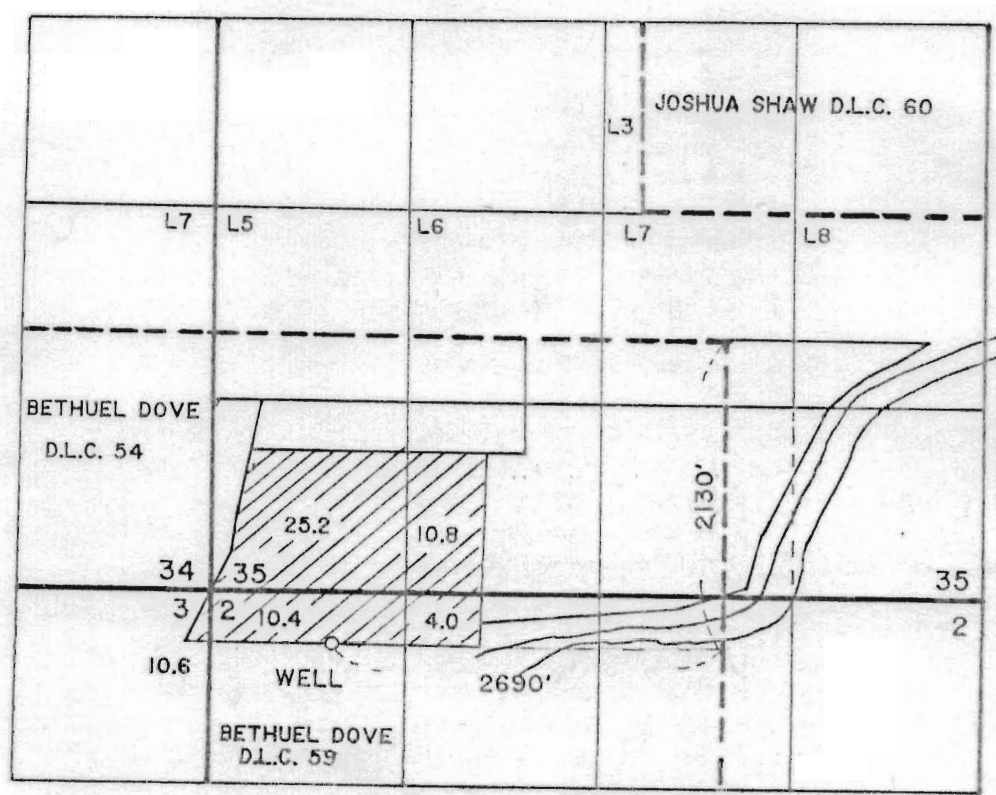 JOSHUA SHAW D.L.C. 60
L3
L7 L5 L6 L7 L8
BETHUEL DOVE
D.L.C. 54
2130'
25.2 10.8
34 35 35
3 2 10.4 4.0 2
10.6
WELL 2690'
BETHUEL DOVE
D.L.C. 59